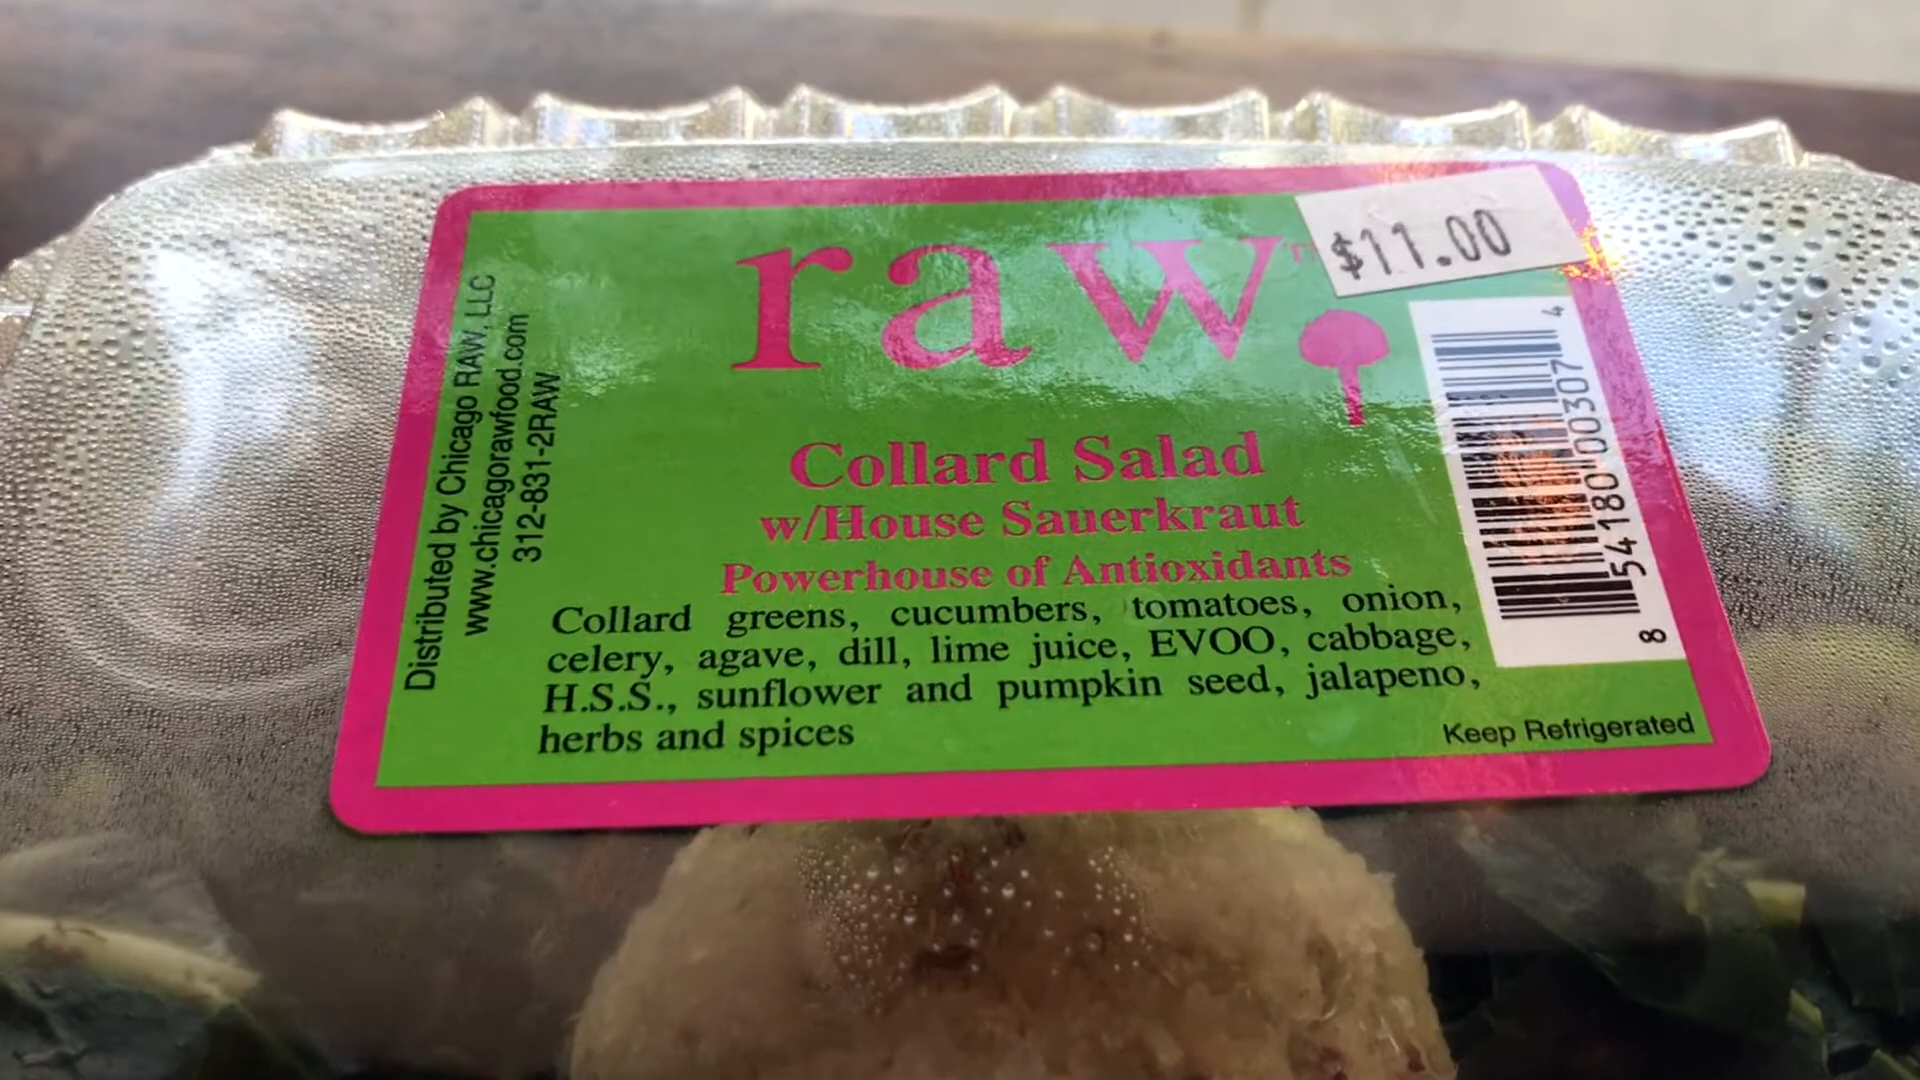 raw
$11.00
Distributed by Chicago RAW, LLC
www.chicagorawfood.com
312-831-2RAW
Collard Salad
w/House Sauerkraut
Powerhouse of Antioxidants
Collard greens, cucumbers, tomatoes, onion,
celery, agave, dill, lime juice, EVOO, cabbage,
H.S.S., sunflower and pumpkin seed, jalapeno,
herbs and spices
8 54180 00307 4
Keep Refrigerated